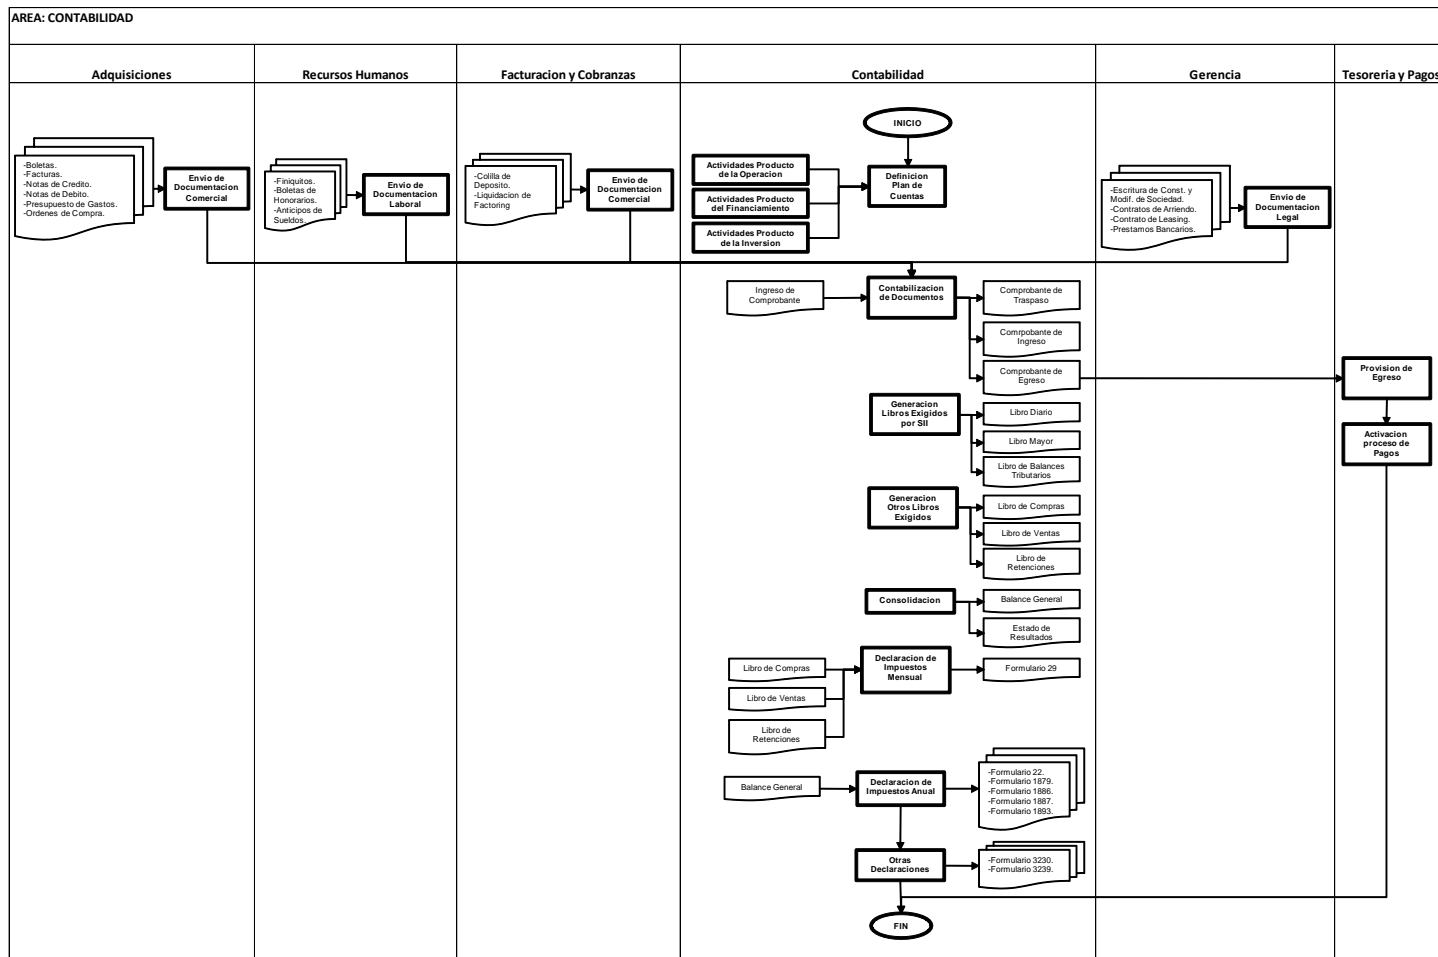 AREA: CONTABILIDAD
Adquisiciones
Recursos Humanos
Facturacion y Cobranzas
Contabilidad
Gerencia
Tesoreria y Pagos
INICIO
-Boletas.
-Facturas.
-Notas de Credito.
-Notas de Debito.
-Presupuesto de Gastos.
-Ordenes de Compra.
Envio de
Documentacion
Comercial
-Finiquitos.
-Boletas de
Honorarios.
-Anticipos de
Sueldos.
Envio de
Documentacion
Laboral
-Colilla de
Deposito.
-Liquidacion de
Factoring
Envio de
Documentacion
Comercial
Actividades Producto
de la Operacion
Actividades Producto
del Financiamiento
Actividades Producto
de la Inversion
Definicion
Plan de
Cuentas
-Escritura de Const. y
Modif. de Sociedad.
-Contratos de Arriendo.
-Contrato de Leasing.
-Prestamos Bancarios.
Envio de
Documentacion
Legal
Ingreso de
Comprobante
Contabilizacion
de Documentos
Comprobante de
Traspaso
Comrpobante de
Ingreso
Comprobante de
Egreso
Provision de
Egreso
Activacion
proceso de
Pagos
Generacion
Libros Exigidos
por SII
Libro Diario
Libro Mayor
Libro de Balances
Tributarios
Generacion
Otros Libros
Exigidos
Libro de Compras
Libro de Ventas
Libro de
Retenciones
Consolidacion
Balance General
Estado de
Resultados
Libro de Compras
Libro de Ventas
Libro de
Retenciones
Declaracion de
Impuestos
Mensual
Formulario 29
Balance General
Declaracion de
Impuestos Anual
-Formulario 22.
-Formulario 1879.
-Formulario 1886.
-Formulario 1887.
-Formulario 1893.
Otras
Declaraciones
-Formulario 3230.
-Formulario 3239.
FIN